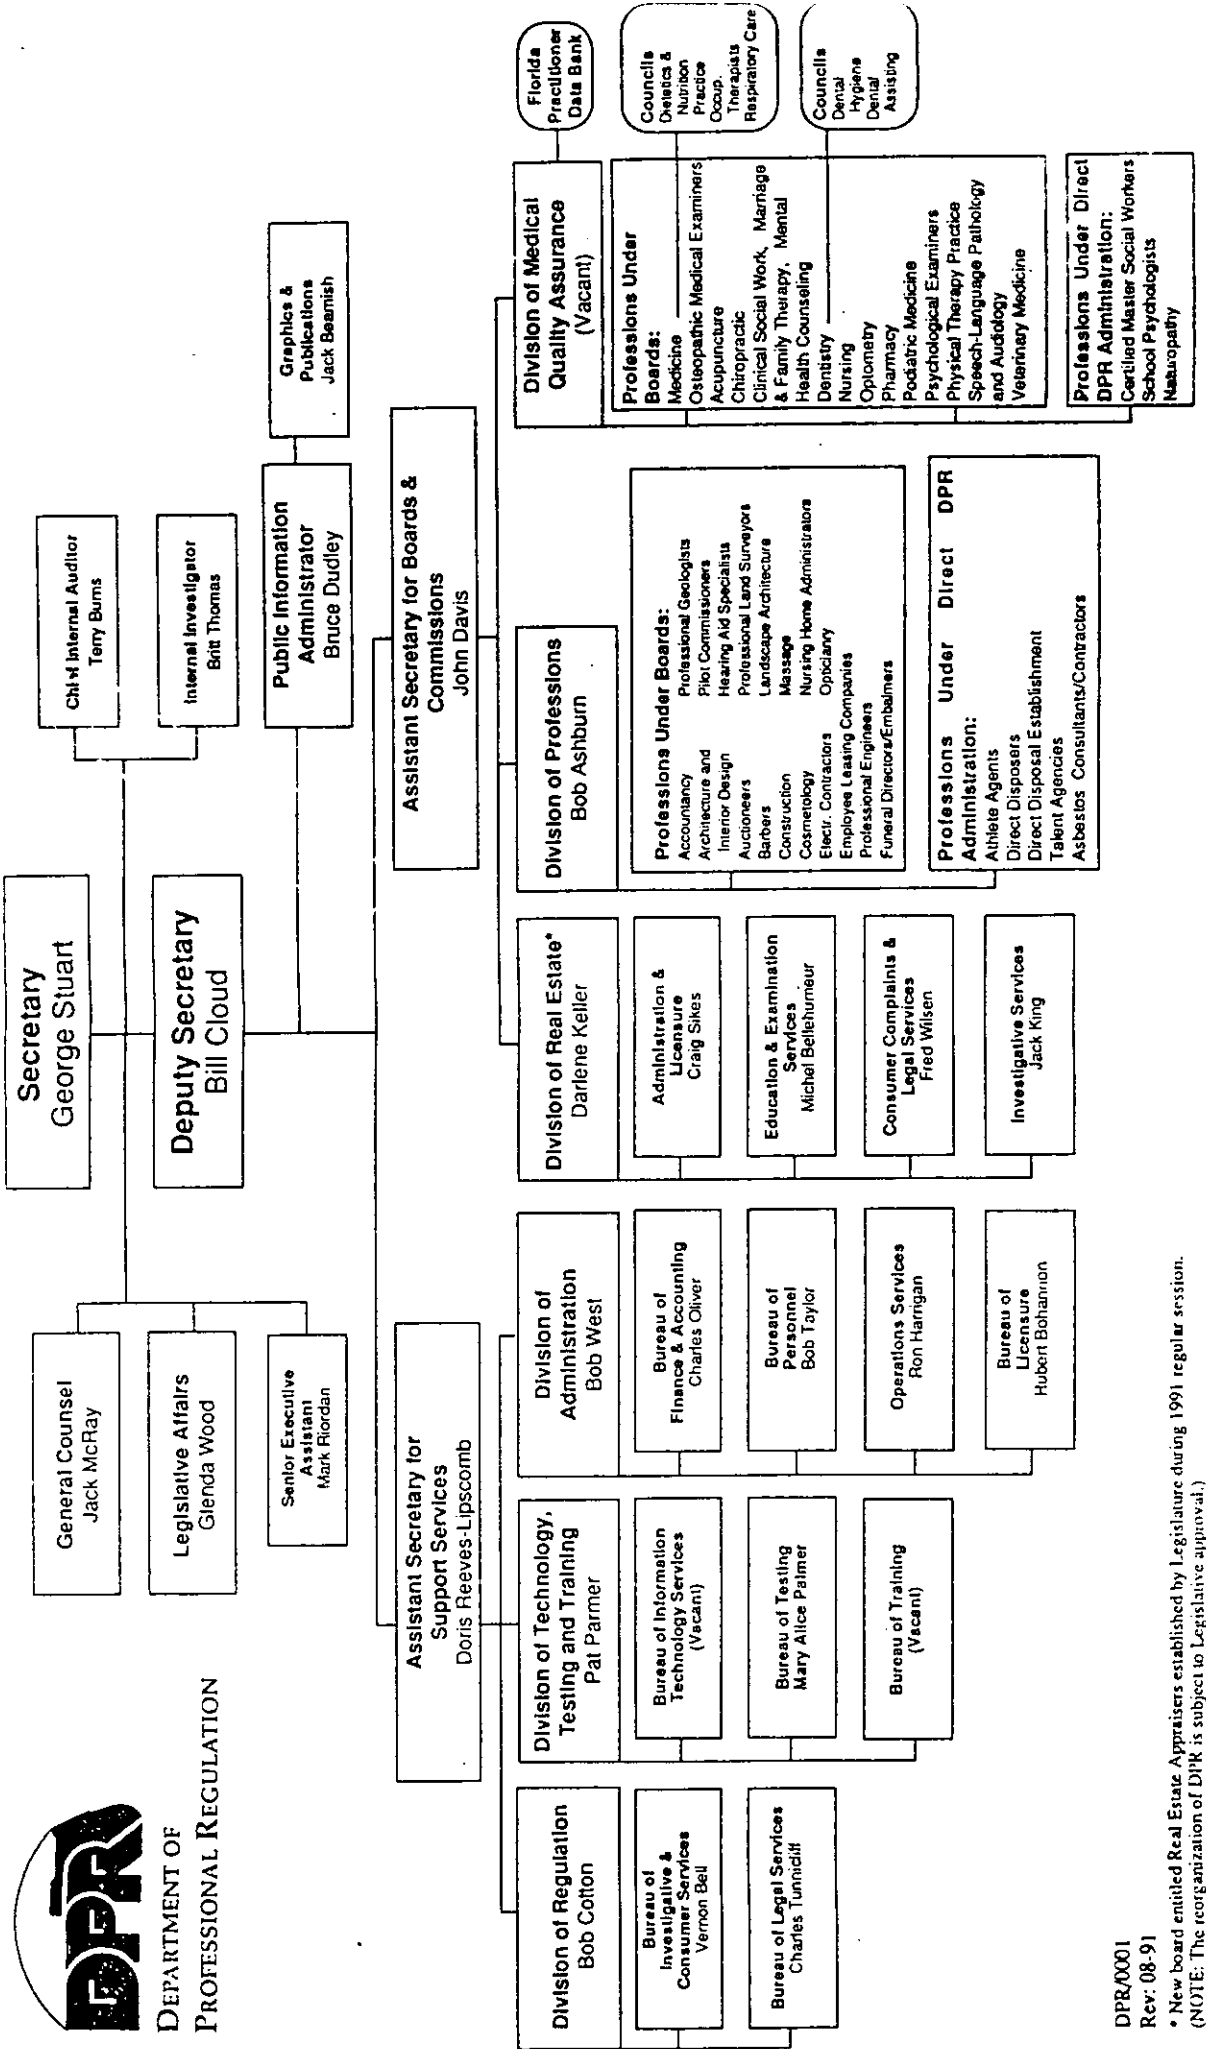 DPR
DEPARTMENT OF
PROFESSIONAL REGULATION
Secretary
George Stuart
Deputy Secretary
Bill Cloud
General Counsel
Jack McRay
Legislative Affairs
Glenda Wood
Senior Executive
Assistant
Mark Riordan
Chief Internal Auditor
Terry Burns
Internal Investigator
Britt Thomas
Public Information
Administrator
Bruce Dudley
Graphics &
Publications
Jack Beamish
Assistant Secretary for
Support Services
Doris Reeves-Lipscomb
Assistant Secretary for Boards &
Commissions
John Davis
Division of Regulation
Bob Cotton
Bureau of
Investigative &
Consumer Services
Vernon Bell
Bureau of Legal Services
Charles Tunnicliff
Division of Technology,
Testing and Training
Pat Parmer
Bureau of Information
Technology Services
(Vacant)
Bureau of Testing
Mary Alice Palmer
Bureau of Training
(Vacant)
Division of
Administration
Bob West
Bureau of
Finance & Accounting
Charles Oliver
Bureau of
Personnel
Bob Taylor
Operations Services
Ron Harrigan
Bureau of
Licensure
Hubert Bohannon
Division of Real Estate*
Darlene Keller
Administration &
Licensure
Craig Sikes
Education & Examination
Services
Michel Bellehumeur
Consumer Complaints &
Legal Services
Fred Wilsen
Investigative Services
Jack King
Division of Professions
Bob Ashburn
Professions Under Boards:
Accountancy
Architecture and
Interior Design
Auctioneers
Barbers
Construction
Cosmetology
Electr. Contractors
Employee Leasing Companies
Professional Engineers
Funeral Directors/Embalmers
Professional Geologists
Pilot Commissioners
Hearing Aid Specialists
Professional Land Surveyors
Landscape Architecture
Massage
Nursing Home Administrators
Opticianry
Professions Under Direct DPR
Administration:
Athlete Agents
Direct Disposers
Direct Disposal Establishment
Talent Agencies
Asbestos Consultants/Contractors
Division of Medical
Quality Assurance
(Vacant)
Florida
Practitioner
Data Bank
Professions Under
Boards:
Medicine
Osteopathic Medical Examiners
Acupuncture
Chiropractic
Clinical Social Work, Marriage
& Family Therapy, Mental
Health Counseling
Dentistry
Nursing
Optometry
Pharmacy
Podiatric Medicine
Psychological Examiners
Physical Therapy Practice
Speech-Language Pathology
and Audiology
Veterinary Medicine
Councils
Dietetics &
Nutrition
Practice
Occup.
Therapists
Respiratory Care
Councils
Dental
Hygiene
Dental
Assisting
Professions Under Direct
DPR Administration:
Certified Master Social Workers
School Psychologists
Naturopathy
DPR/0001
Rev: 08-91
* New board entitled Real Estate Appraisers established by Legislature during 1991 regular session.
(NOTE: The reorganization of DPR is subject to Legislative approval.)